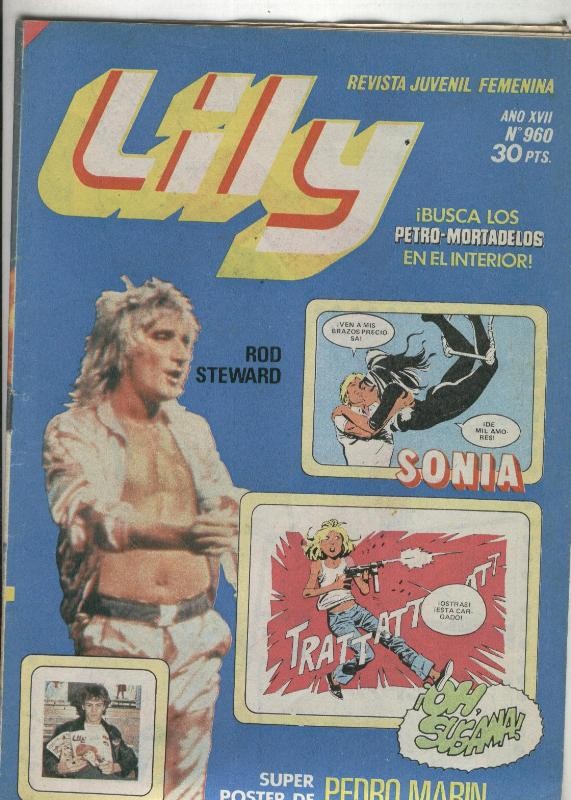 Lily
REVISTA JUVENIL FEMENINA
AÑO XVII
Nº 960
30 PTS.
¡BUSCA LOS
PETRO-MORTADELOS
EN EL INTERIOR!
ROD
STEWARD
¡VEN A MIS
BRAZOS PRECIO
SA!
¡DE
MIL AMO-
RES!
SONIA
TRATTATTATT
¡OSTRAS!
¡ESTA CAR-
GADO!
¡OH,
SUSANA!
Lily
SUPER
POSTER DE PEDRO MARIN